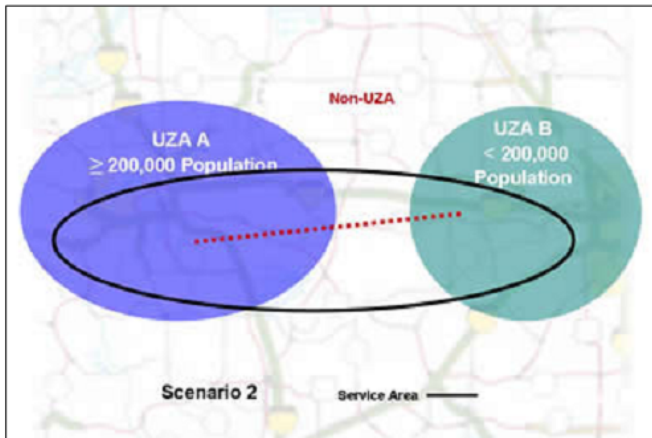 Non-UZA
UZA A
≥ 200,000 Population
UZA B
< 200,000
Population
Scenario 2
Service Area